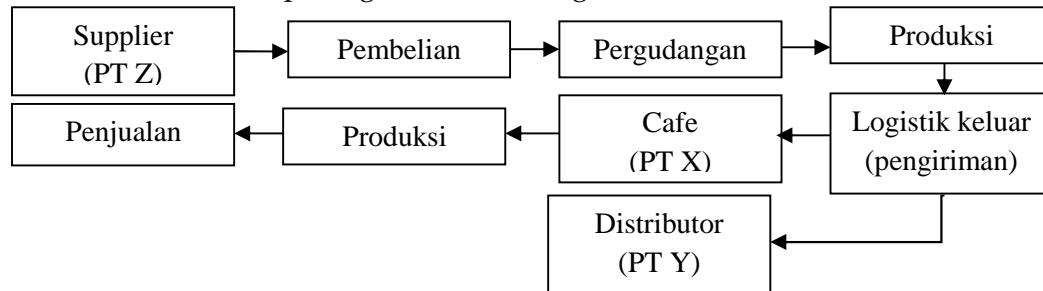 Supplier
(PT Z)
Pembelian
Pergudangan
Produksi
Logistik keluar
(pengiriman)
Cafe
(PT X)
Produksi
Penjualan
Distributor
(PT Y)